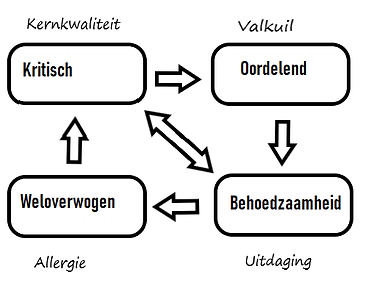 Kernkwaliteit
Valkuil
Kritisch
Oordelend
Weloverwogen
Behoedzaamheid
Allergie
Uitdaging